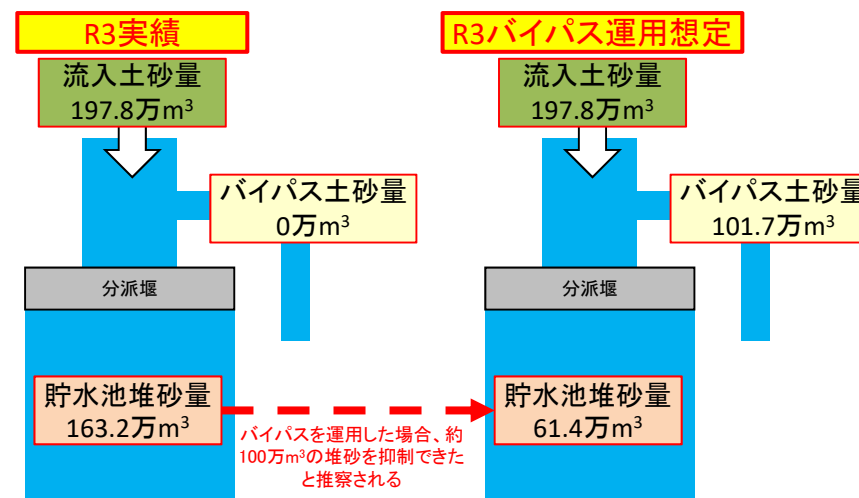 R3実績
流入土砂量
197.8万m³
バイパス土砂量
0万m³
分派堰
貯水池堆砂量
163.2万m³
バイパスを運用した場合、約
100万m³の堆砂を抑制できた
と推察される
R3バイパス運用想定
流入土砂量
197.8万m³
バイパス土砂量
101.7万m³
分派堰
貯水池堆砂量
61.4万m³